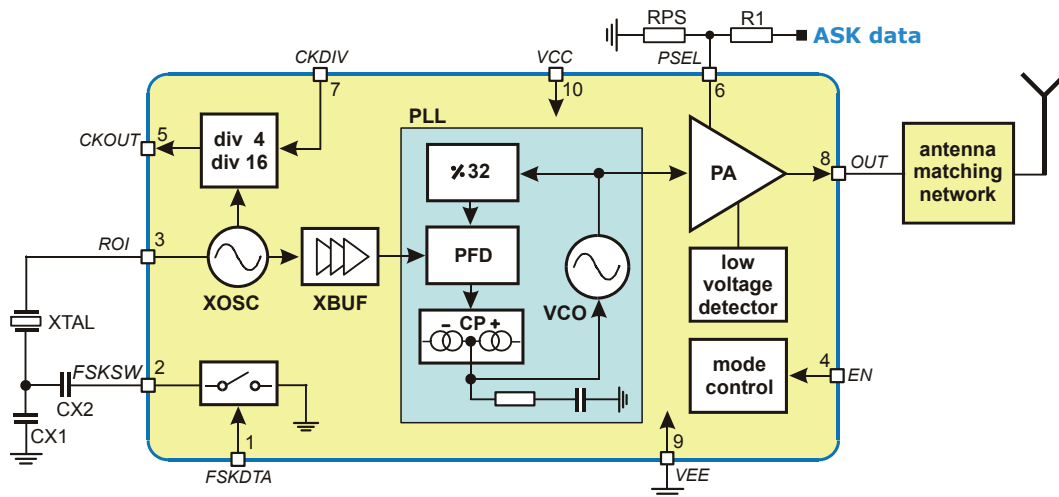 RPS
R1
ASK data
CKDIV
VCC
PSEL
7
10
6
PLL
CKOUT
5
div 4
div 16
% 32
PA
8
OUT
antenna
matching
network
ROI
3
PFD
XOSC
XBUF
VCO
low
voltage
detector
XTAL
- CP +
FSKSW
2
mode
control
4
EN
CX2
CX1
1
9
FSKDTA
VEE